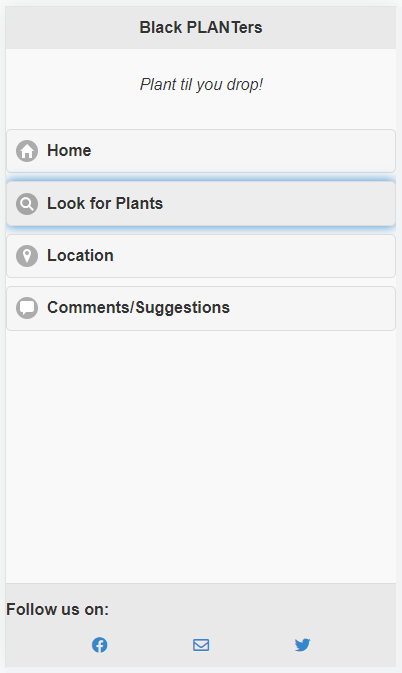 Black PLANTers
Plant til you drop!
Home
Look for Plants
Location
Comments/Suggestions
Follow us on: